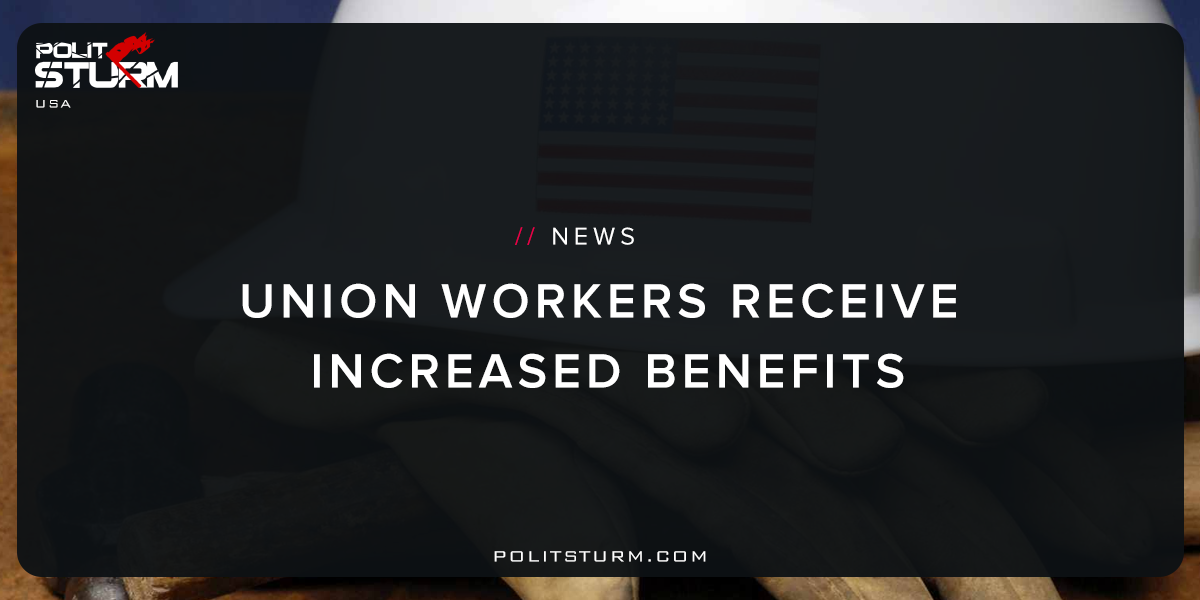 POLIT
STURM
USA
// NEWS
UNION WORKERS RECEIVE
INCREASED BENEFITS
POLITSTURM.COM